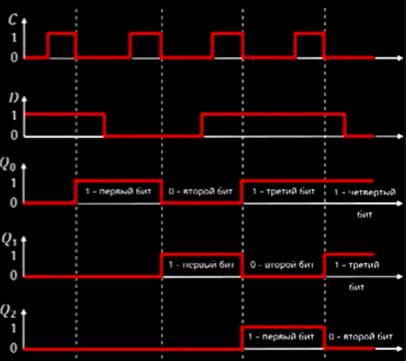 C
1
0
D
1
0
Q0
1
0
1 - первый бит
0 - второй бит
1 - третий бит
1 - четвертый
бит
Q1
1
0
1 - первый бит
0 - второй бит
1 - третий
бит
Q2
1
0
1 - первый бит
0 - второй бит